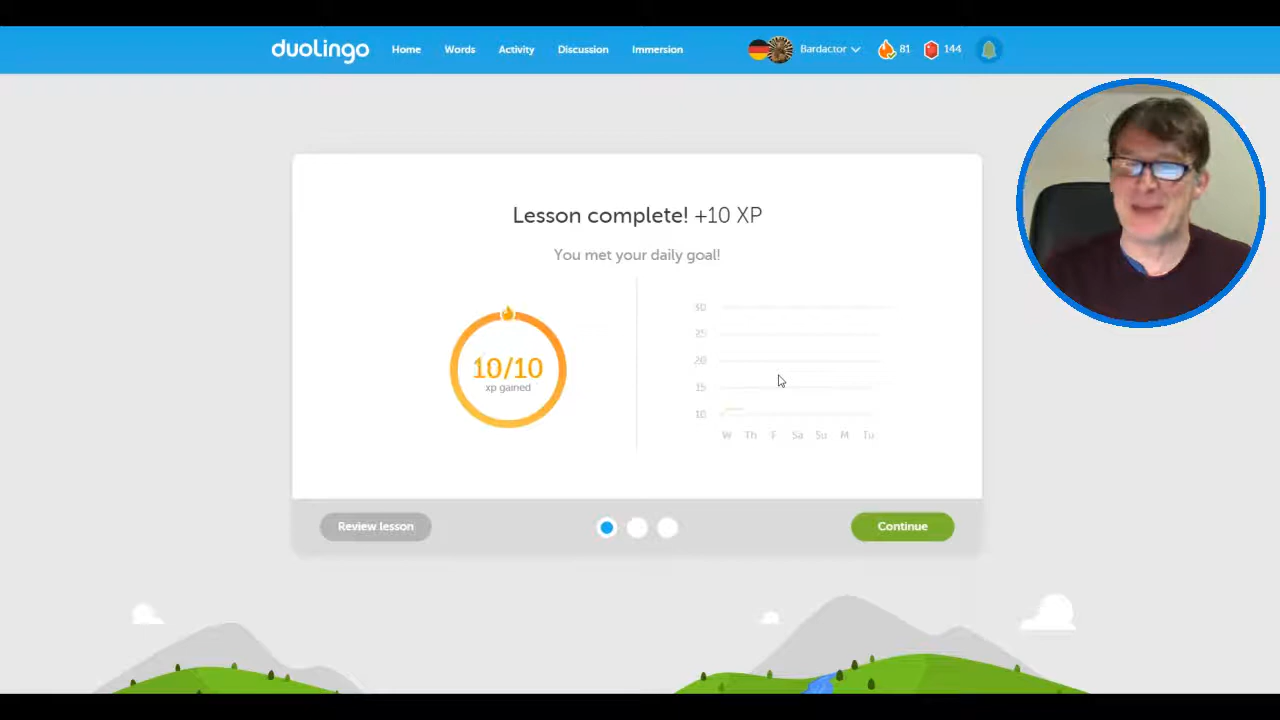 duolingo Home Words Activity Discussion Immersion Bardactor 81 144
Lesson complete! +10 XP
You met your daily goal!
10/10
xp gained
30
25
20
15
10
W Th F Sa Su M Tu
Review lesson Continue